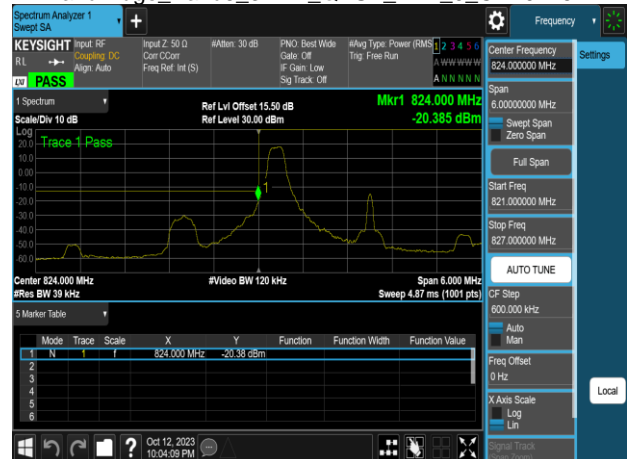 Spectrum Analyzer 1
Swept SA
Frequency
KEYSIGHT
RL
LXI
PASS
Input: RF
Coupling: DC
Align: Auto
Input Z: 50 Ω
Corr CCorr
Freq Ref: Int (S)
#Atten: 30 dB
PNO: Best Wide
Gate: Off
IF Gain: Low
Sig Track: Off
#Avg Type: Power (RMS
Trig: Free Run
1 2 3 4 5 6
A W W W W W
A N N N N N
Center Frequency
824.000000 MHz
Settings
Span
6.00000000 MHz
Swept Span
Zero Span
Full Span
Start Freq
821.000000 MHz
Stop Freq
827.000000 MHz
AUTO TUNE
CF Step
600.000 kHz
Auto
Man
Freq Offset
0 Hz
X Axis Scale
Log
Lin
Signal Track
Local
1 Spectrum
Scale/Div 10 dB
Ref Lvl Offset 15.50 dB
Ref Level 30.00 dBm
Mkr1 824.000 MHz
-20.385 dBm
Log
Trace 1 Pass
20.0
10.0
0.00
-10.0
-20.0
-30.0
-40.0
-50.0
-60.0
1
Center 824.000 MHz
#Res BW 39 kHz
#Video BW 120 kHz
Span 6.000 MHz
Sweep 4.87 ms (1001 pts)
5 Marker Table
Mode Trace Scale X Y Function Function Width Function Value
1 N 1 f 824.000 MHz -20.38 dBm
2
3
4
5
6
?
Oct 12, 2023
10:04:09 PM